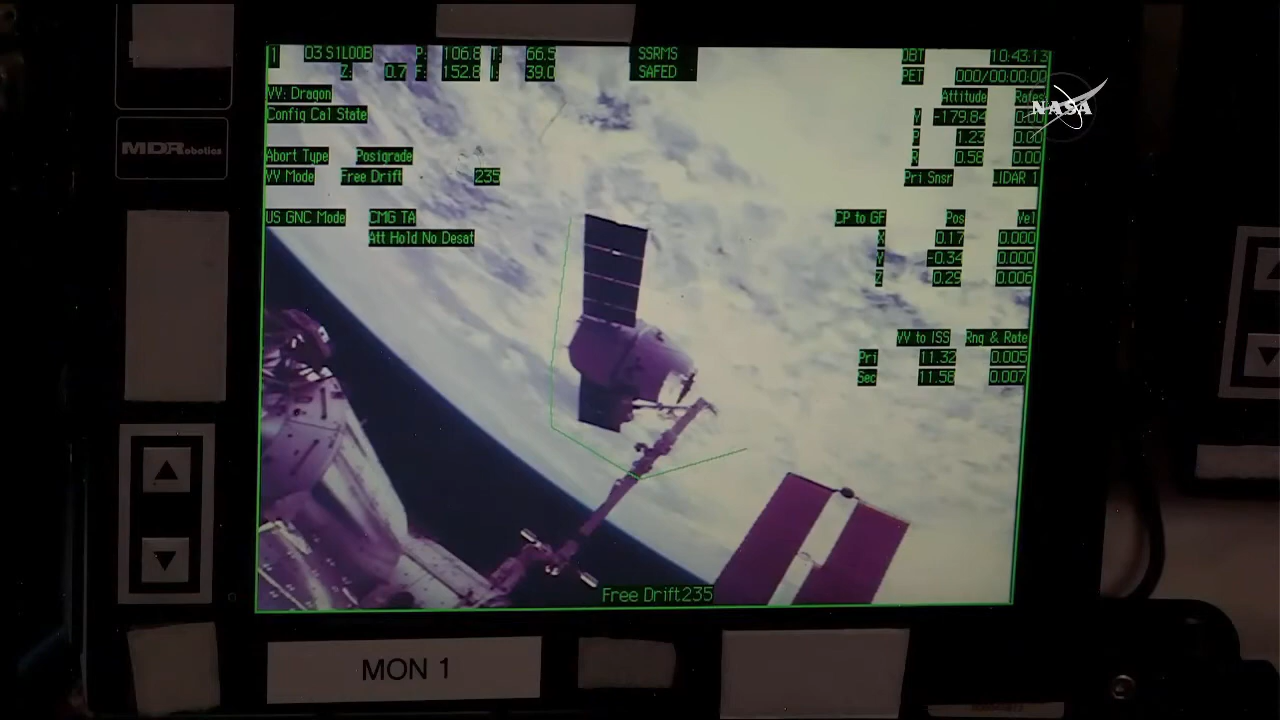 1 03 S1LOOB P: 106.8 T: 66.5 SSRMS GMT 10:43:13
Z: 0.7 F: 152.8 I: 39.0 SAFED PET 000/00:00:00
VV: Dragon Attitude Rates
NASA
Config Cal State Y -179.84 0.00
P 1.23 0.00
MDRobotics
Abort Type Posigrade R 0.58 0.00
VV Mode Free Drift 235 Pri Snsr LIDAR 1
US GNC Mode CMG TA CP to GF Pos Vel
Att Hold No Desat X 0.17 0.000
Y -0.34 0.000
Z 0.29 0.006
VV to ISS Rng & Rate
Pri 11.32 0.005
Sec 11.58 0.007
Free Drift235
MON 1